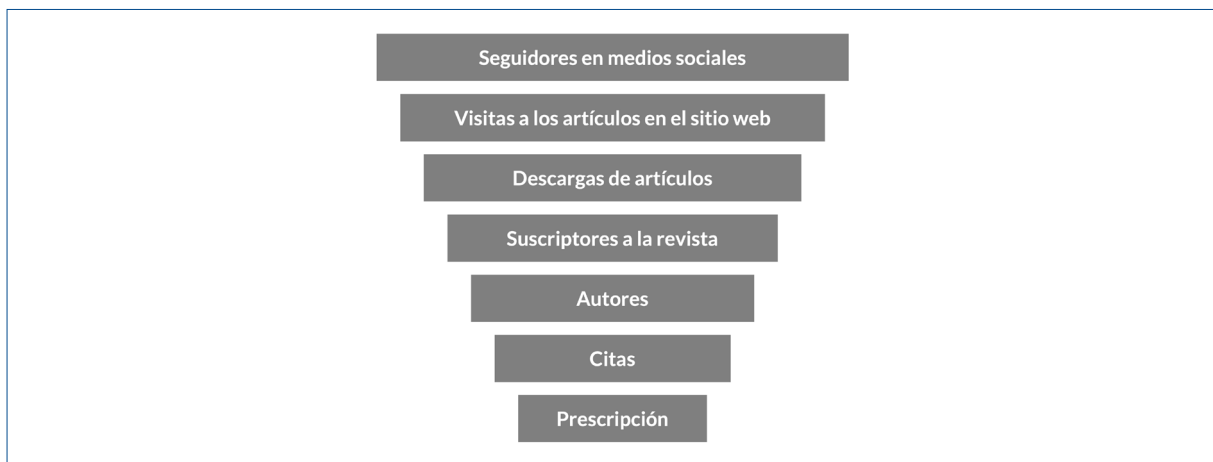 Seguidores en medios sociales
Visitas a los artículos en el sitio web
Descargas de artículos
Suscriptores a la revista
Autores
Citas
Prescripción